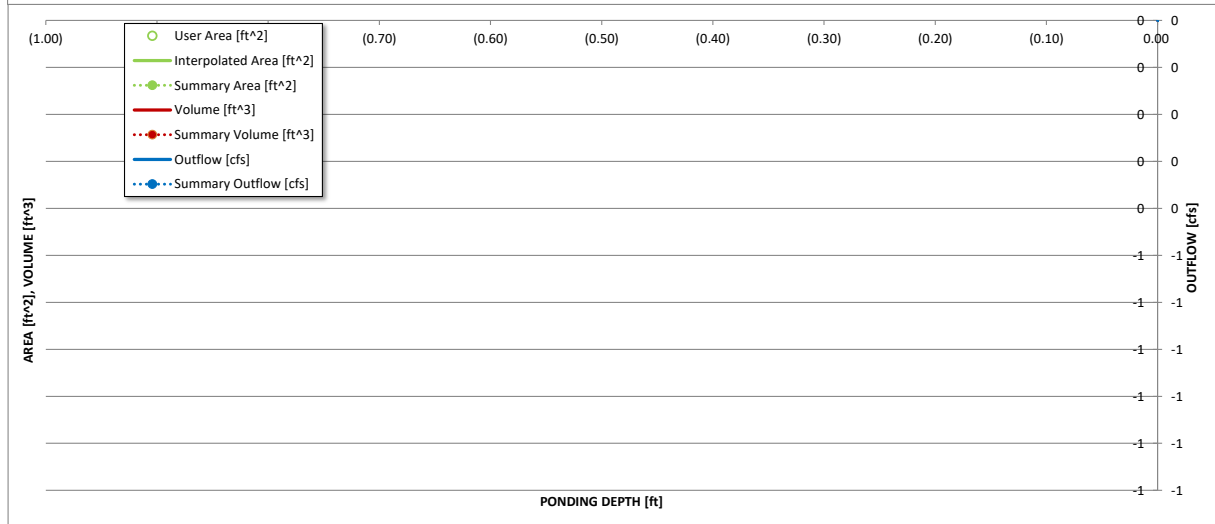 0 0
(1.00) (0.70) (0.60) (0.50) (0.40) (0.30) (0.20) (0.10) 0.00
User Area [ft^2]
Interpolated Area [ft^2]
Summary Area [ft^2]
Volume [ft^3]
Summary Volume [ft^3]
Outflow [cfs]
Summary Outflow [cfs]
0 0
0 0
0 0
0 0
-1 -1
-1 -1
-1 -1
-1 -1
-1 -1
-1 -1
AREA [ft^2], VOLUME [ft^3]
OUTFLOW [cfs]
PONDING DEPTH [ft]